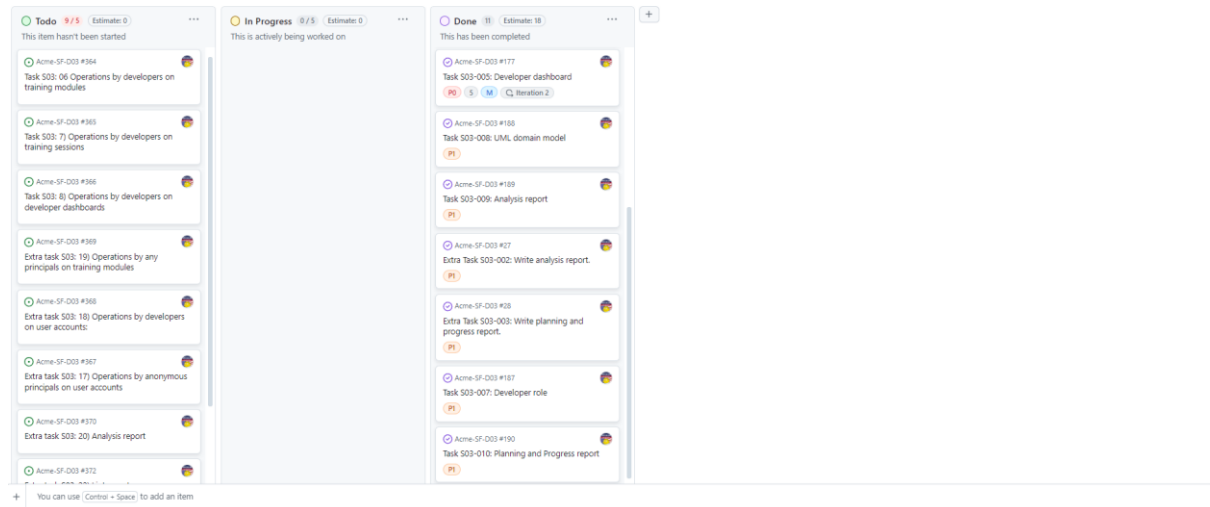 Todo 9 / 5 Estimate: 0
This item hasn't been started
Acme-SF-D03 #364
Task S03: 06 Operations by developers on
training modules
Acme-SF-D03 #365
Task S03: 7) Operations by developers on
training sessions
Acme-SF-D03 #366
Task S03: 8) Operations by developers on
developer dashboards
Acme-SF-D03 #369
Extra task S03: 19) Operations by any
principals on training modules
Acme-SF-D03 #368
Extra task S03: 18) Operations by developers
on user accounts:
Acme-SF-D03 #367
Extra task S03: 17) Operations by anonymous
principals on user accounts
Acme-SF-D03 #370
Extra task S03: 20) Analysis report
Acme-SF-D03 #372
In Progress 0 / 5 Estimate: 0
This is actively being worked on
Done 11 Estimate: 18
This has been completed
Acme-SF-D03 #177
Task S03-005: Developer dashboard
P0 S M Iteration 2
Acme-SF-D03 #188
Task S03-008: UML domain model
P1
Acme-SF-D03 #189
Task S03-009: Analysis report
P1
Acme-SF-D03 #27
Extra Task S03-002: Write analysis report.
P1
Acme-SF-D03 #28
Extra Task S03-003: Write planning and
progress report.
P1
Acme-SF-D03 #187
Task S03-007: Developer role
P1
Acme-SF-D03 #190
Task S03-010: Planning and Progress report
P1
You can use Control + Space to add an item